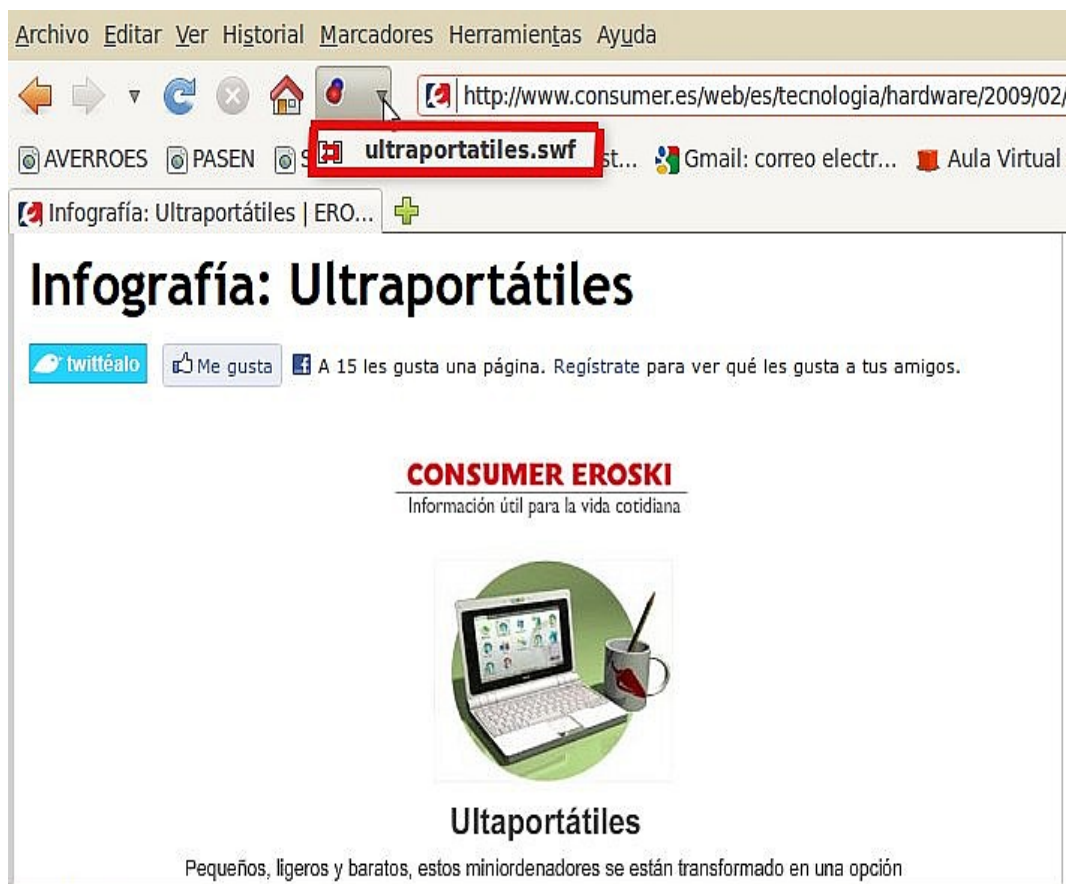 Archivo Editar Ver Historial Marcadores Herramientas Ayuda
http://www.consumer.es/web/es/tecnologia/hardware/2009/02/
ultraportatiles.swf
AVERROES PASEN S st... Gmail: correo electr... Aula Virtual
Infografía: Ultraportátiles | ERO...
Infografía: Ultraportátiles
twittéalo Me gusta A 15 les gusta una página. Regístrate para ver qué les gusta a tus amigos.
CONSUMER EROSKI
Información útil para la vida cotidiana
Ultaportátiles
Pequeños, ligeros y baratos, estos miniordenadores se están transformado en una opción